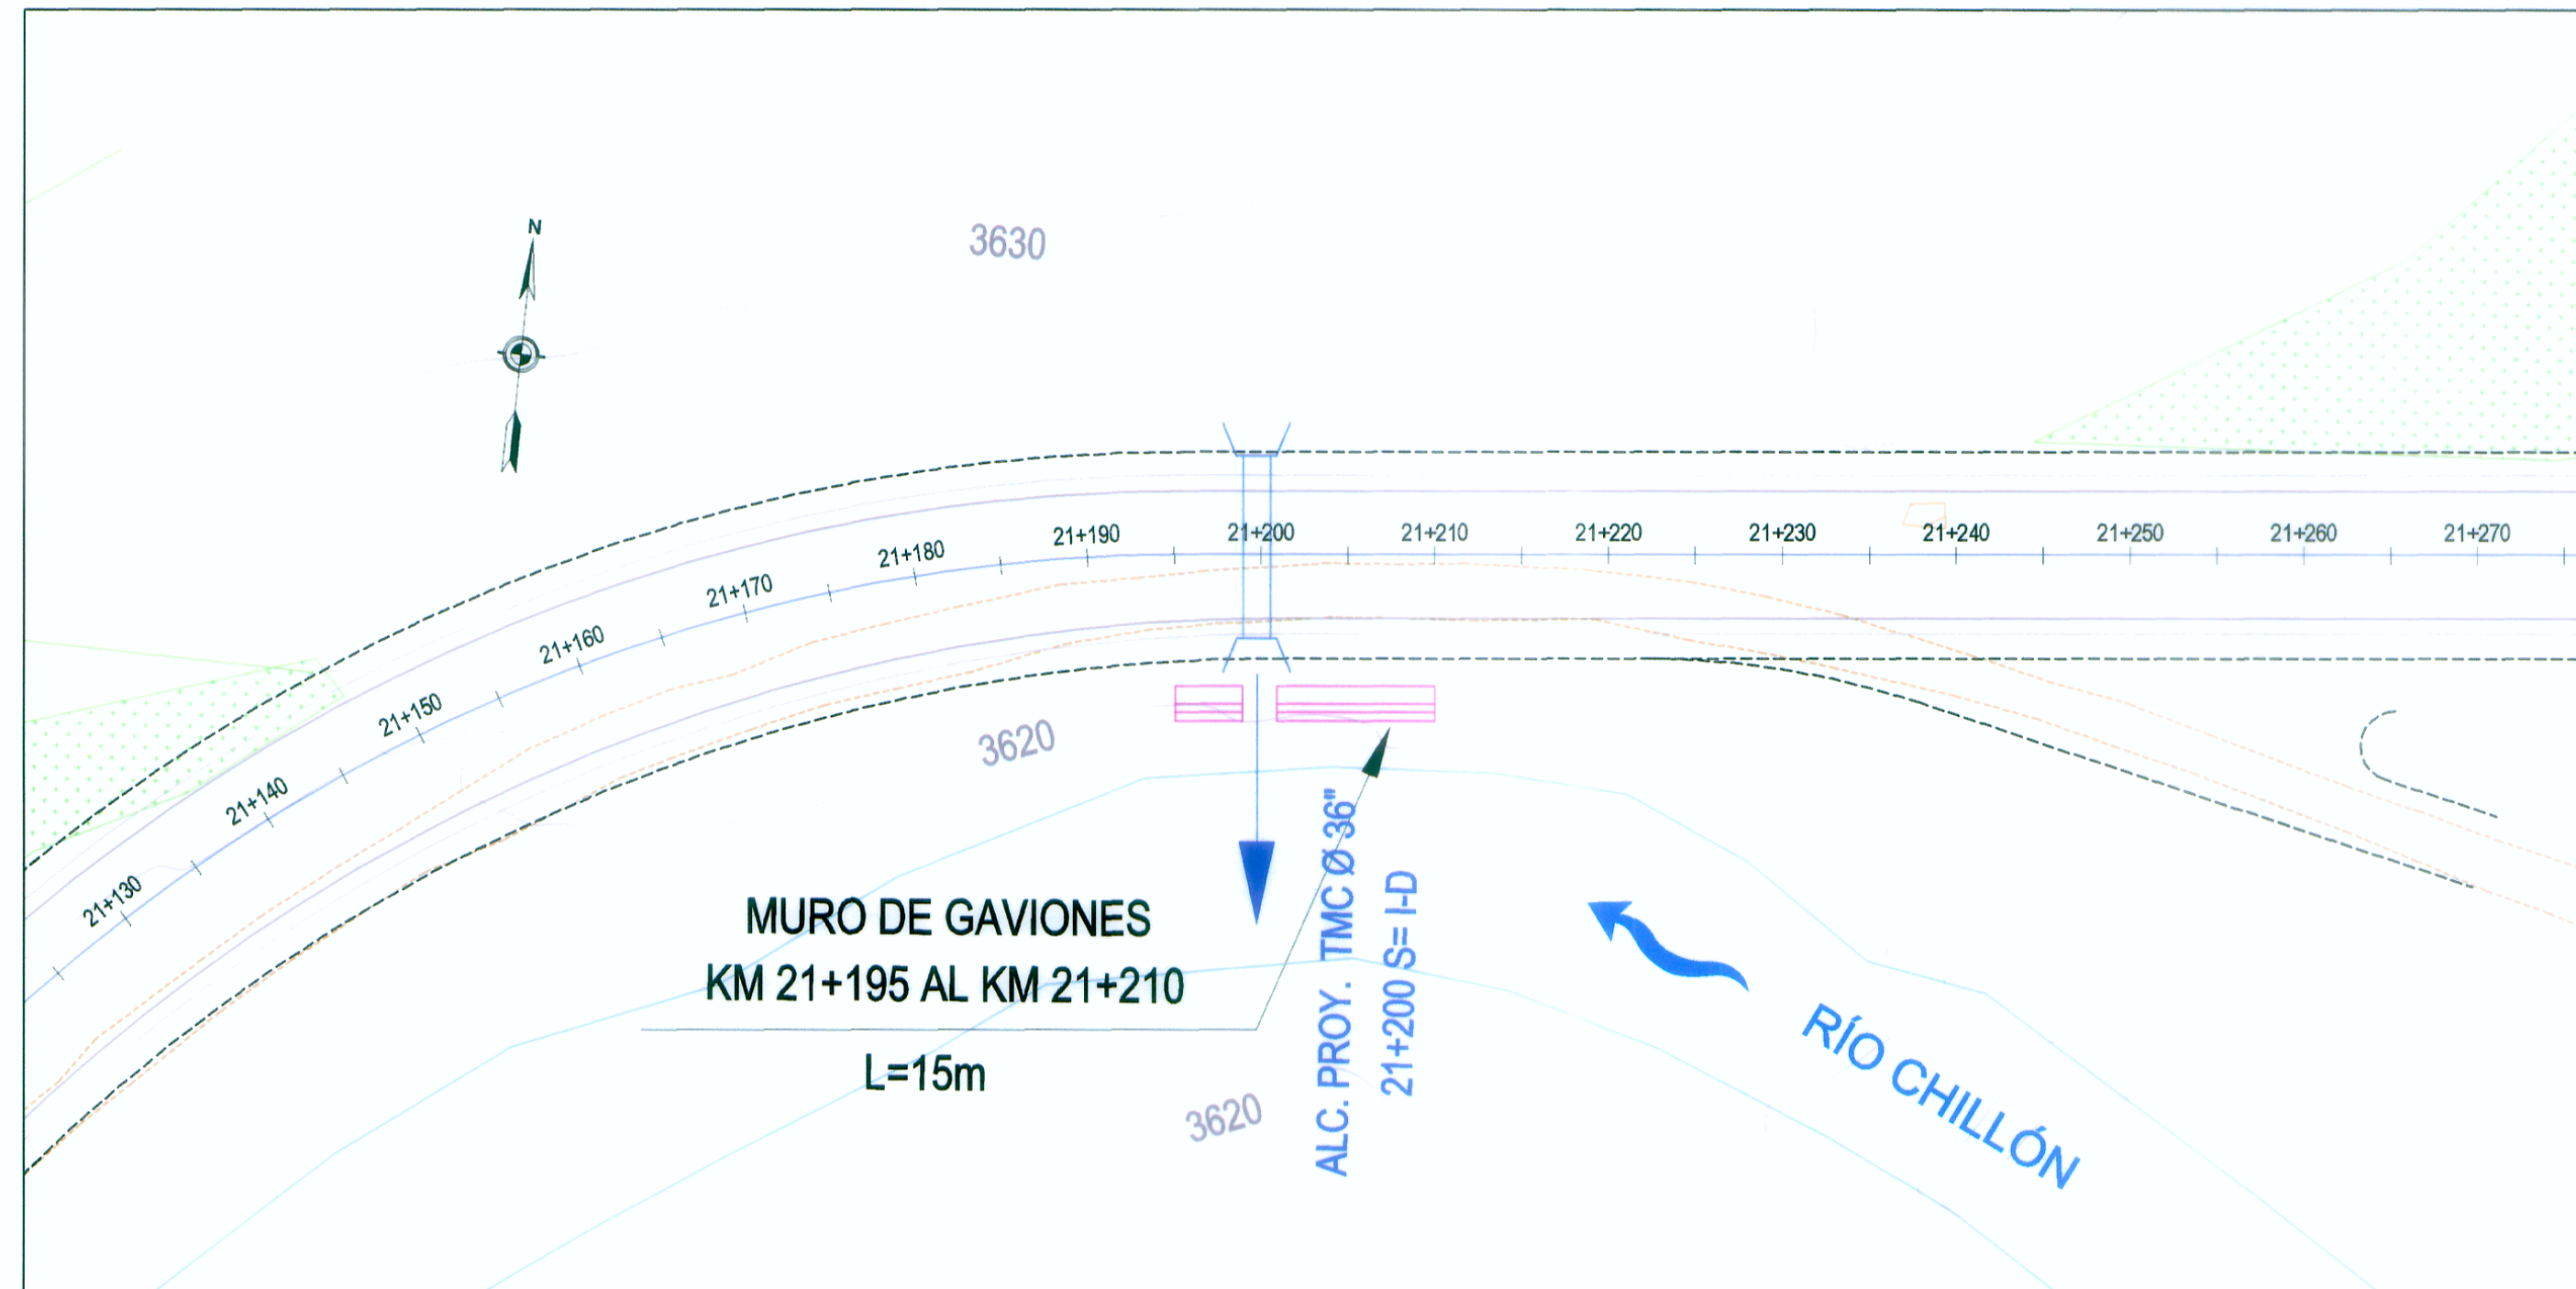 N
3630
21+130
21+140
21+150
21+160
21+170
21+180
21+190
21+200
21+210
21+220
21+230
21+240
21+250
21+260
21+270
3620
MURO DE GAVIONES
KM 21+195 AL KM 21+210
L=15m
ALC. PROY. TMC Ø 36"
21+200 S= I-D
RÍO CHILLÓN
3620